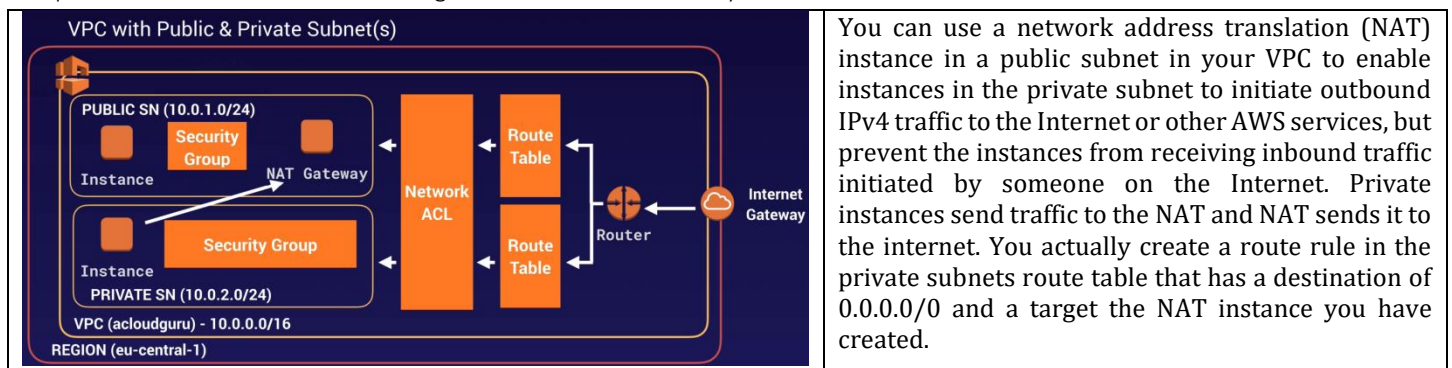 VPC with Public & Private Subnet(s)
PUBLIC SN (10.0.1.0/24)
Security
Group
Instance
NAT Gateway
Network
ACL
Route
Table
Router
Internet
Gateway
Security Group
Instance
Route
Table
PRIVATE SN (10.0.2.0/24)
VPC (acloudguru) - 10.0.0.0/16
REGION (eu-central-1)
You can use a network address translation (NAT)
instance in a public subnet in your VPC to enable
instances in the private subnet to initiate outbound
IPv4 traffic to the Internet or other AWS services, but
prevent the instances from receiving inbound traffic
initiated by someone on the Internet. Private
instances send traffic to the NAT and NAT sends it to
the internet. You actually create a route rule in the
private subnets route table that has a destination of
0.0.0.0/0 and a target the NAT instance you have
created.